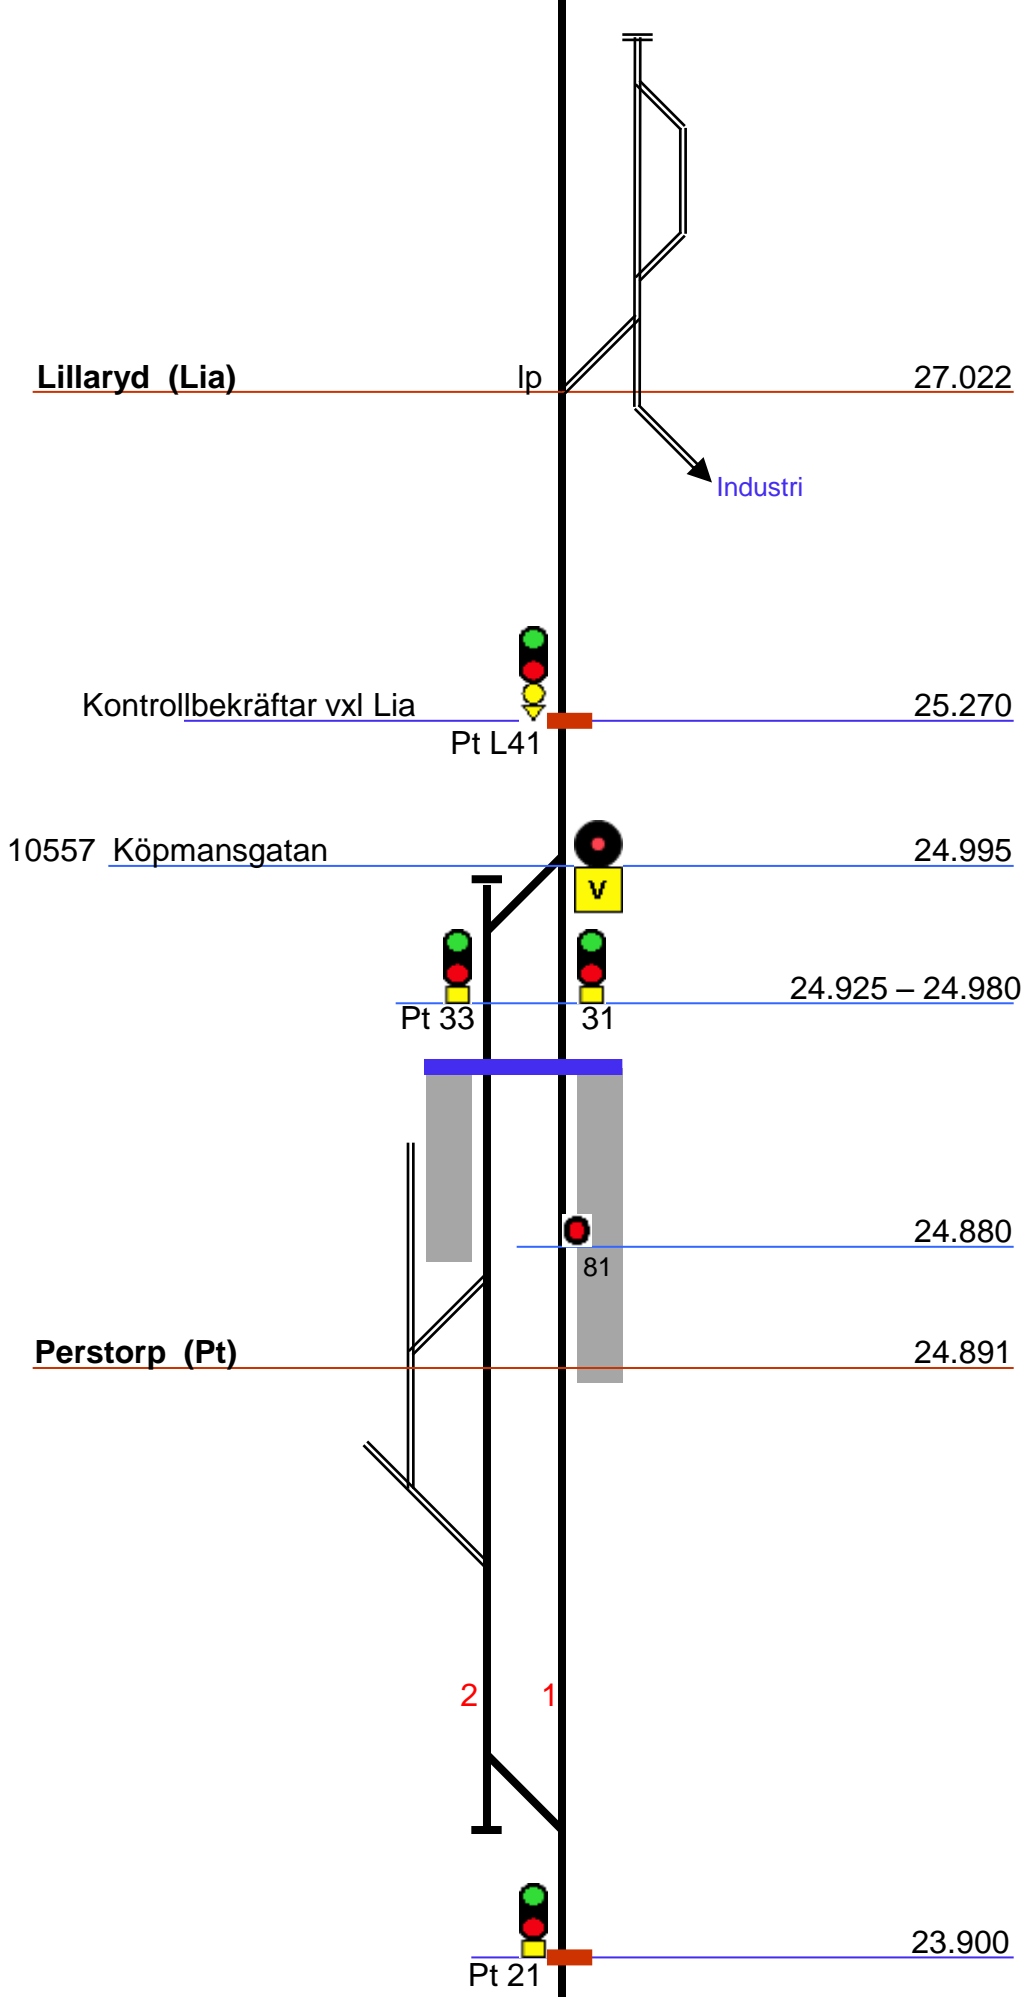 Lillaryd (Lia) lp 27.022
Industri
Kontrollbekräftar vxl Lia 25.270
Pt L41
10557 Köpmansgatan 24.995
V
24.925 – 24.980
Pt 33 31
24.880
81
Perstorp (Pt) 24.891
2 1
23.900
Pt 21